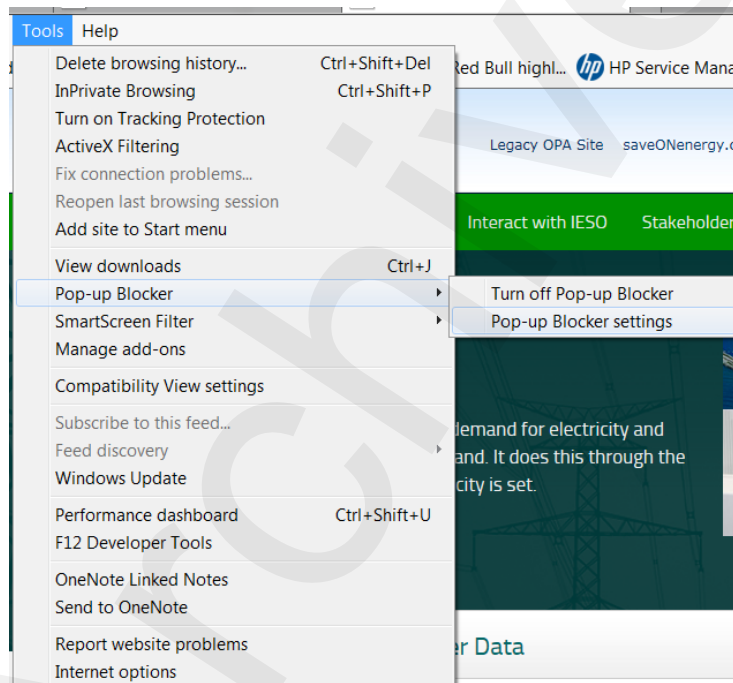 Tools Help
Delete browsing history... Ctrl+Shift+Del
InPrivate Browsing Ctrl+Shift+P
Turn on Tracking Protection
ActiveX Filtering
Fix connection problems...
Reopen last browsing session
Add site to Start menu
View downloads Ctrl+J
Pop-up Blocker
SmartScreen Filter
Manage add-ons
Compatibility View settings
Subscribe to this feed...
Feed discovery
Windows Update
Performance dashboard Ctrl+Shift+U
F12 Developer Tools
OneNote Linked Notes
Send to OneNote
Report website problems
Internet options
Turn off Pop-up Blocker
Pop-up Blocker settings
Red Bull highl... hp HP Service Mana
Legacy OPA Site saveONenergy.
Interact with IESO Stakeholder
demand for electricity and
and. It does this through the
city is set.
r Data